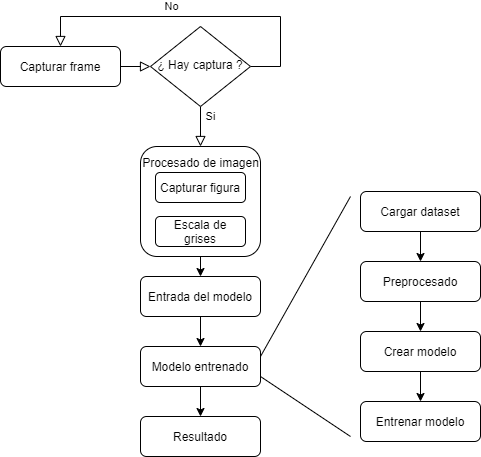 No
Capturar frame
¿ Hay captura ?
Si
Procesado de imagen
Capturar figura
Escala de
grises
Entrada del modelo
Modelo entrenado
Resultado
Cargar dataset
Preprocesado
Crear modelo
Entrenar modelo